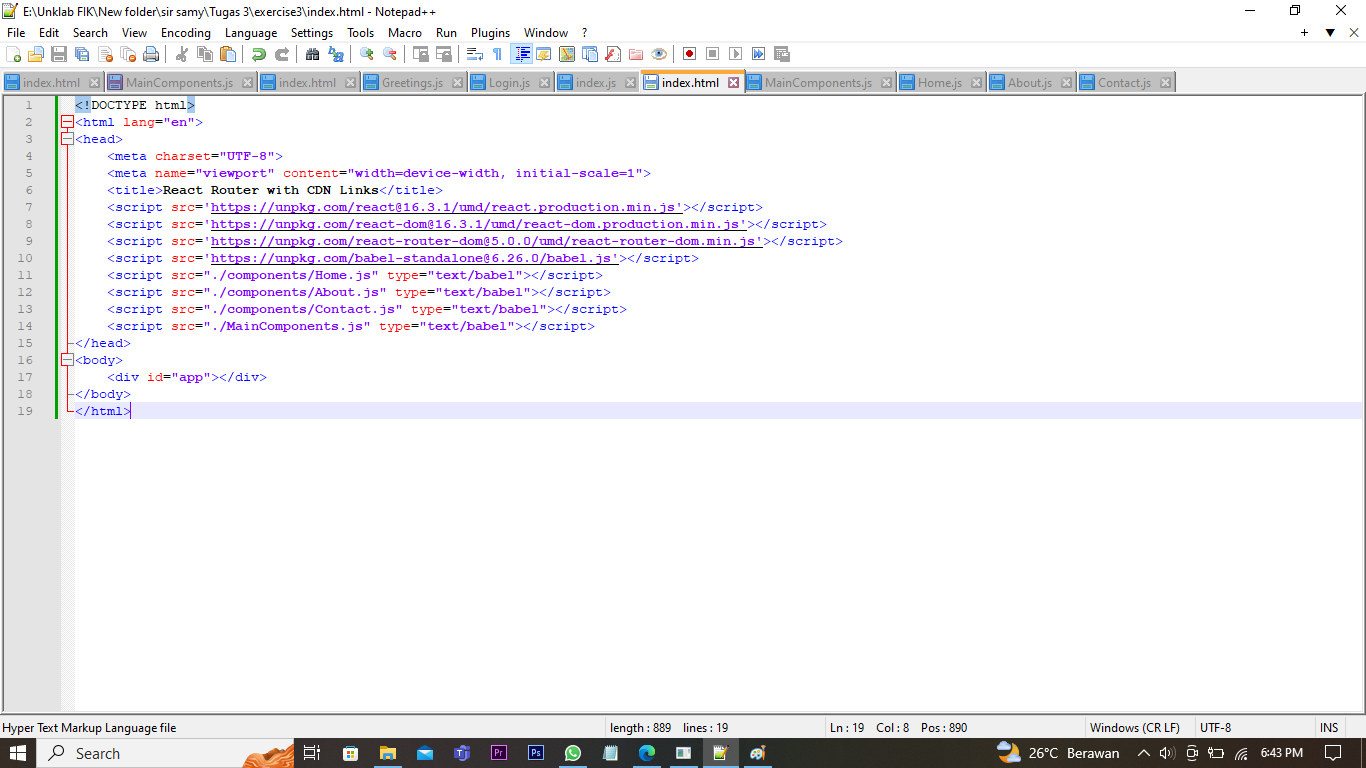 E:\Unklab FIK\New folder\sir samy\Tugas 3\exercise3\index.html - Notepad++
File Edit Search View Encoding Language Settings Tools Macro Run Plugins Window ?
index.html MainComponents.js index.html Greetings.js Login.js index.js index.html MainComponents.js Home.js About.js Contact.js
1 <!DOCTYPE html>
2 <html lang="en">
3 <head>
4 <meta charset="UTF-8">
5 <meta name="viewport" content="width=device-width, initial-scale=1">
6 <title>React Router with CDN Links</title>
7 <script src='https://unpkg.com/react@16.3.1/umd/react.production.min.js'></script>
8 <script src='https://unpkg.com/react-dom@16.3.1/umd/react-dom.production.min.js'></script>
9 <script src='https://unpkg.com/react-router-dom@5.0.0/umd/react-router-dom.min.js'></script>
10 <script src='https://unpkg.com/babel-standalone@6.26.0/babel.js'></script>
11 <script src="./components/Home.js" type="text/babel"></script>
12 <script src="./components/About.js" type="text/babel"></script>
13 <script src="./components/Contact.js" type="text/babel"></script>
14 <script src="./MainComponents.js" type="text/babel"></script>
15 </head>
16 <body>
17 <div id="app"></div>
18 </body>
19 </html>
Hyper Text Markup Language file length : 889 lines : 19 Ln : 19 Col : 8 Pos : 890 Windows (CR LF) UTF-8 INS
Search Pr Ps 26°C Berawan 6:43 PM